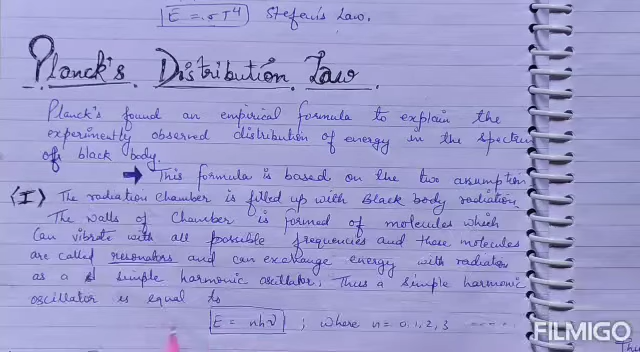 E = σT⁴ Stefen's Law.
Planck's Distribution Law.
Planck's found an empirical formula to explain the
experimently observed distribution of energy in the spectru
of black body.
→ This formula is based on the two assumption
(I) The radiation chamber is filled up with Black body radiation
The walls of Chamber is formed of molecules which
Can vibrate with all possible frequencies and these molecules
are called resonators and can exchange energy with radiation
as a simple harmonic oscillator. Thus a simple harmonic
oscillator is equal to
E = nhν ; where n = 0, 1, 2, 3 ......
FILMIGO